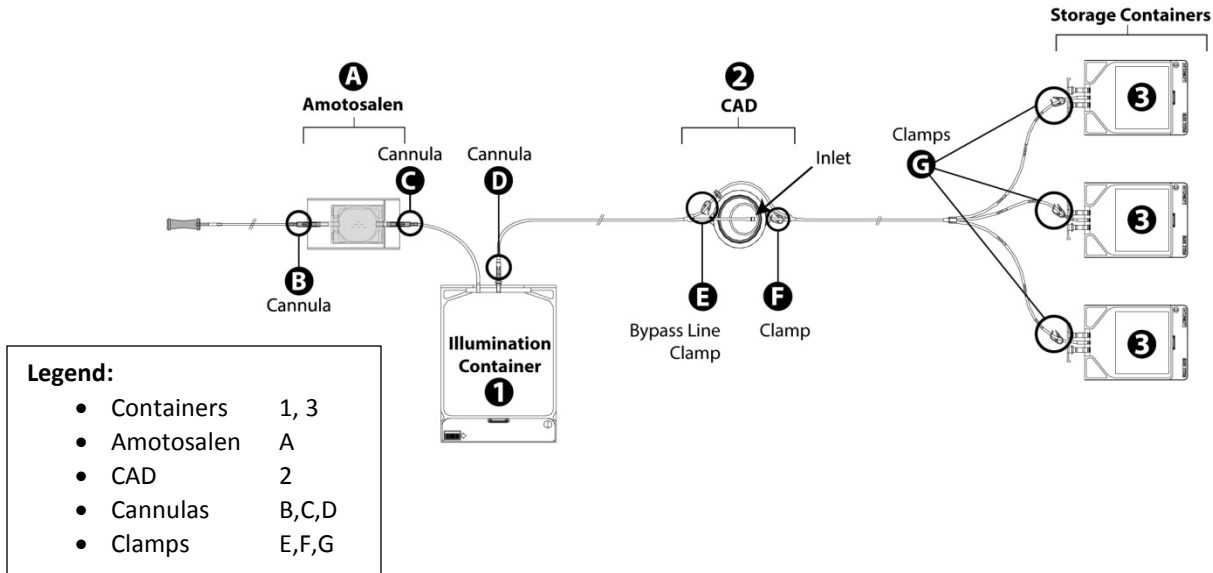 Storage Containers
A
Amotosalen
2
CAD
3
Cannula
C
Cannula
D
Inlet
Clamps
G
3
B
Cannula
E
Bypass Line
Clamp
F
Clamp
Illumination
Container
1
3
Legend:
• Containers 1, 3
• Amotosalen A
• CAD 2
• Cannulas B,C,D
• Clamps E,F,G